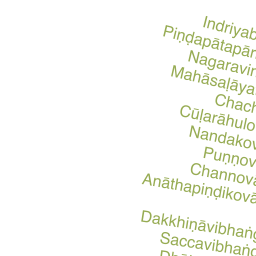 Indriyab
Piṇḍapātapār
Nagaravin
Mahāsaḷāya
Chach
Cūḷarāhulo
Nandakov
Puṇṇov
Channova
Anāthapiṇḍikovā
Dakkhiṇāvibhaṅg
Saccavibhaṅg